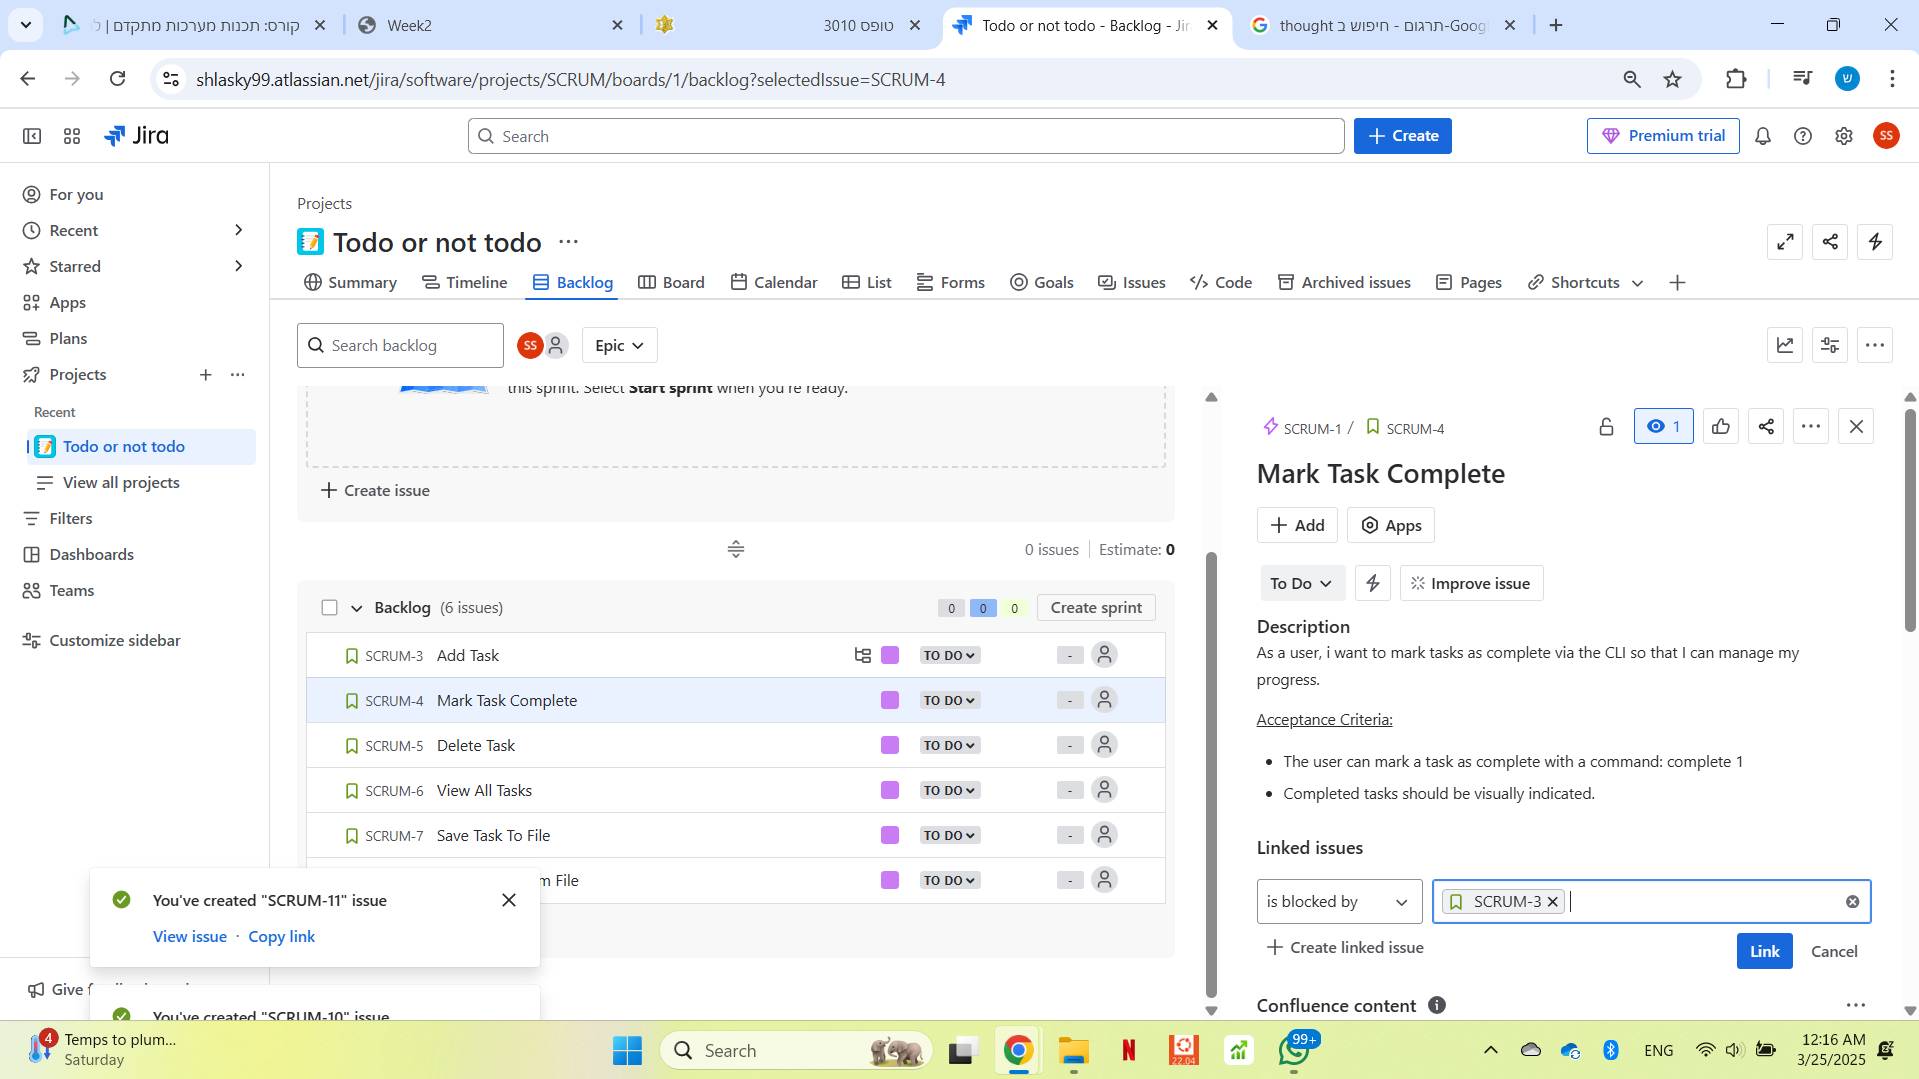 קורס: תכנות מערכות מתקדם | ל
Week2
טופס 3010
Todo or not todo - Backlog - Jir
thought תרגום - חיפוש ב-Goog
shlasky99.atlassian.net/jira/software/projects/SCRUM/boards/1/backlog?selectedIssue=SCRUM-4
ש
Jira
Search
Create
Premium trial
SS
For you
Recent
Starred
Apps
Plans
Projects
Recent
Todo or not todo
View all projects
Filters
Dashboards
Teams
Customize sidebar
Give f
Projects
Todo or not todo
Summary
Timeline
Backlog
Board
Calendar
List
Forms
Goals
Issues
Code
Archived issues
Pages
Shortcuts
Search backlog
SS
Epic
this sprint. Select Start sprint when you're ready.
Create issue
0 issues
Estimate: 0
Backlog (6 issues)
0 0 0
Create sprint
SCRUM-3 Add Task TO DO -
SCRUM-4 Mark Task Complete TO DO -
SCRUM-5 Delete Task TO DO -
SCRUM-6 View All Tasks TO DO -
SCRUM-7 Save Task To File TO DO -
m File TO DO -
You've created "SCRUM-11" issue
View issue · Copy link
You've created "SCRUM-10" issue
SCRUM-1 / SCRUM-4
1
Mark Task Complete
Add
Apps
To Do
Improve issue
Description
As a user, i want to mark tasks as complete via the CLI so that I can manage my
progress.
Acceptance Criteria:
• The user can mark a task as complete with a command: complete 1
• Completed tasks should be visually indicated.
Linked issues
is blocked by
SCRUM-3
Create linked issue
Link
Cancel
Confluence content
4
Temps to plum...
Saturday
Search
N
22.04
99+
ENG
12:16 AM
3/25/2025